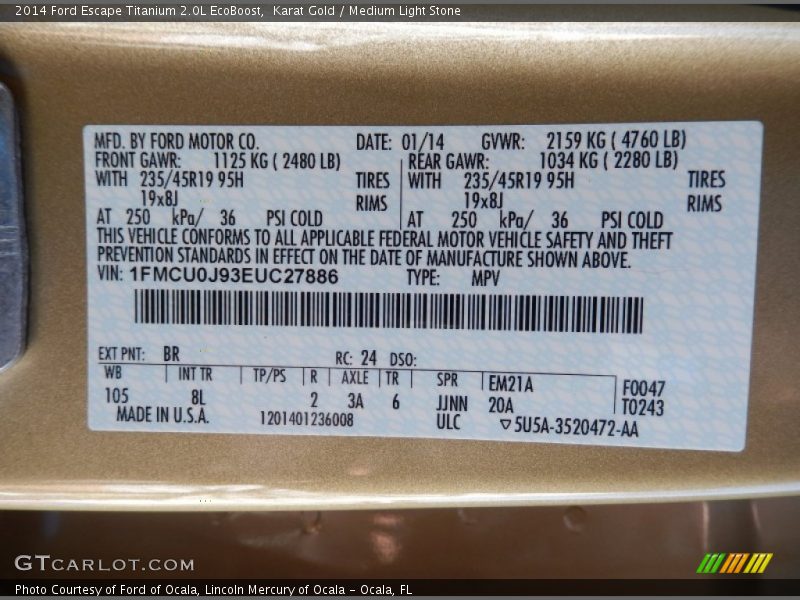 2014 Ford Escape Titanium 2.0L EcoBoost,  Karat Gold / Medium Light Stone
MFD. BY FORD MOTOR CO. DATE: 01/14 GVWR: 2159 KG ( 4760 LB)
FRONT GAWR: 1125 KG ( 2480 LB) REAR GAWR: 1034 KG ( 2280 LB)
WITH 235/45R19 95H TIRES WITH 235/45R19 95H TIRES
19x8J RIMS 19x8J RIMS
AT 250 kPa/ 36 PSI COLD AT 250 kPa/ 36 PSI COLD
THIS VEHICLE CONFORMS TO ALL APPLICABLE FEDERAL MOTOR VEHICLE SAFETY AND THEFT
PREVENTION STANDARDS IN EFFECT ON THE DATE OF MANUFACTURE SHOWN ABOVE.
VIN: 1FMCU0J93EUC27886 TYPE: MPV
EXT PNT: BR RC: 24 DSO:
WB INT TR TP/PS R AXLE TR SPR EM21A F0047
105 8L 2 3A 6 JJNN 20A T0243
MADE IN U.S.A. 1201401236008 ULC ▽5U5A-3520472-AA
GTCARLOT.COM
Photo Courtesy of Ford of Ocala, Lincoln Mercury of Ocala - Ocala, FL